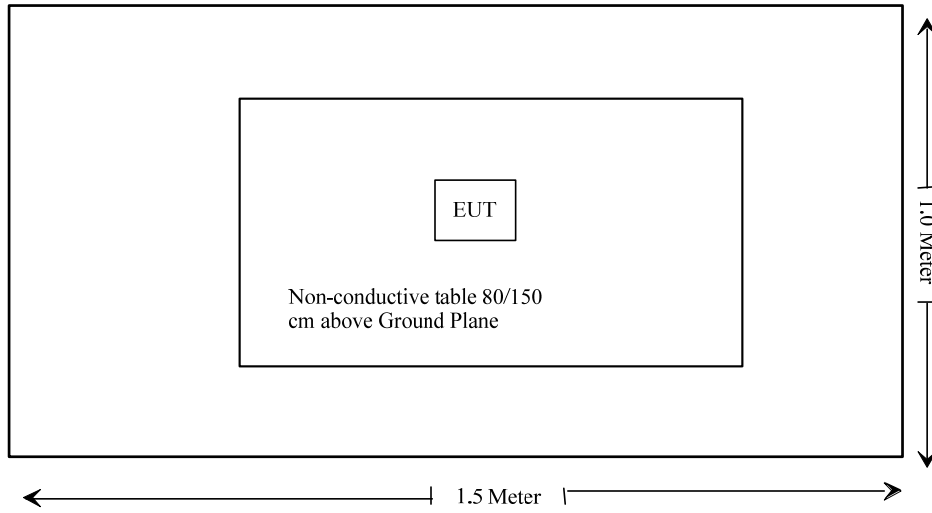 EUT
Non-conductive table 80/150
cm above Ground Plane
1.0 Meter
1.5 Meter